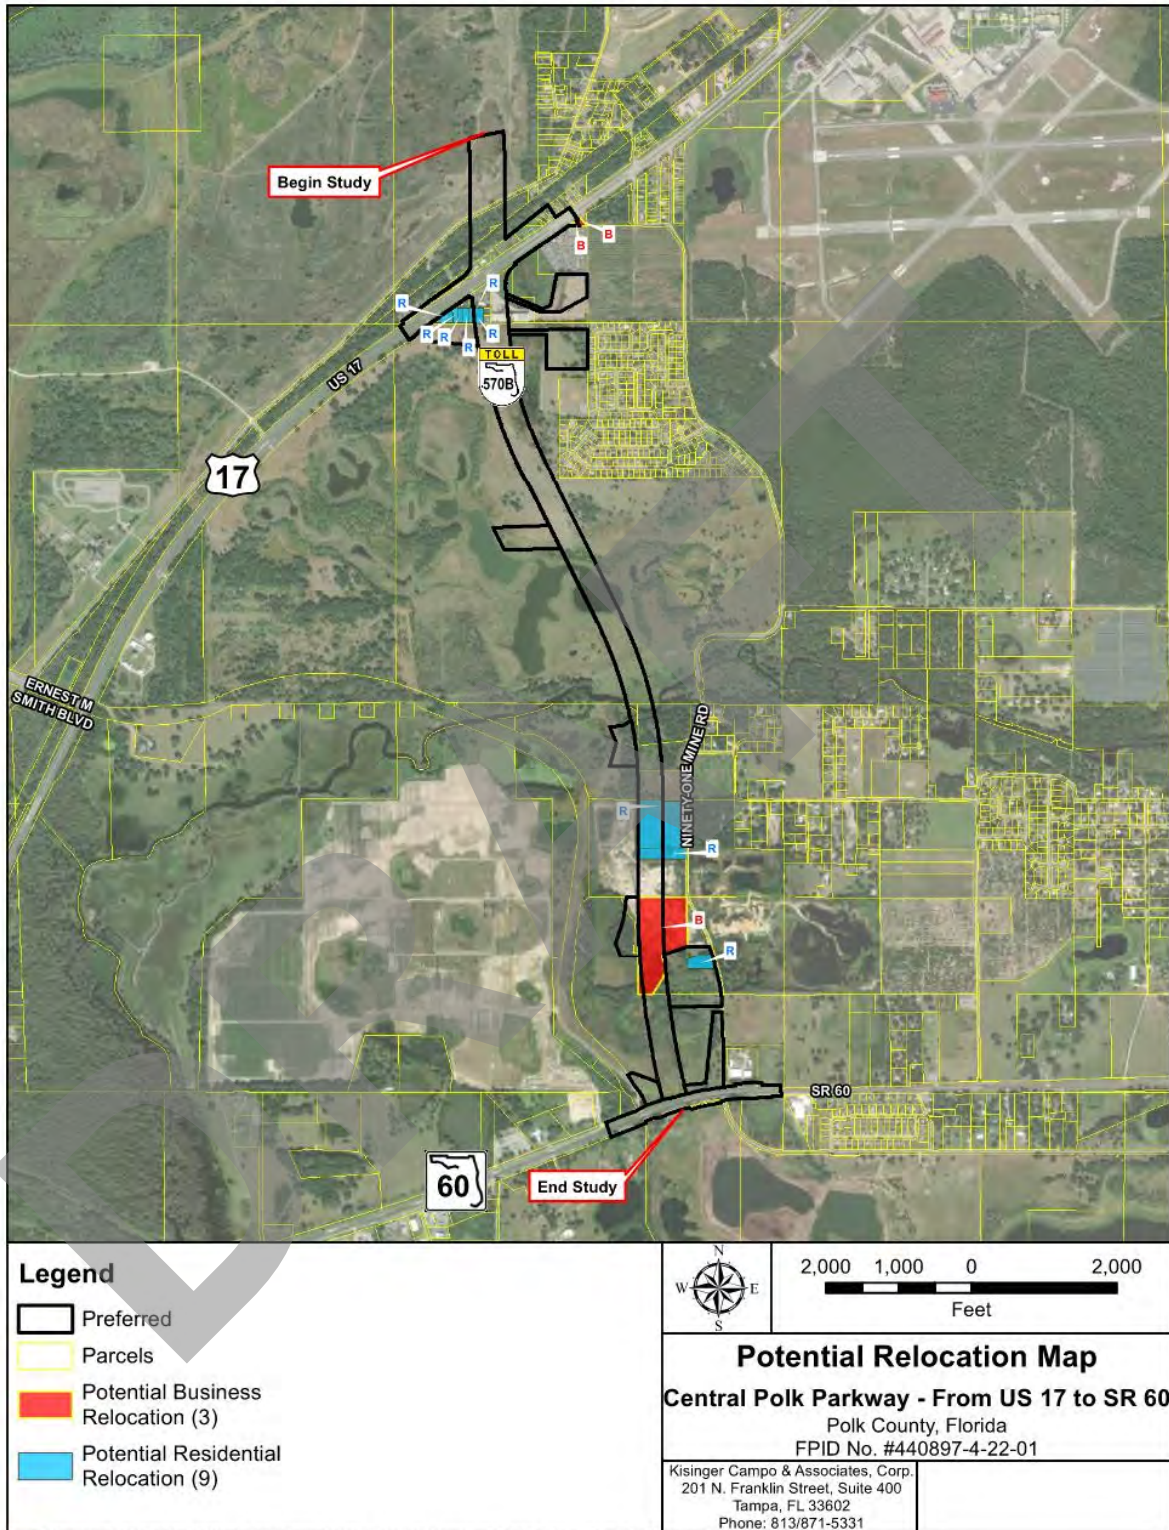 Begin Study
B
B
R
R
R
R
R
R
TOLL
570B
US 17
17
ERNEST M
SMITH BLVD
NINETY-ONE MINE RD
R
R
B
R
SR 60
60
End Study
Legend
Preferred
Parcels
Potential Business
Relocation (3)
Potential Residential
Relocation (9)
N
W
E
S
2,000 1,000 0 2,000
Feet
Potential Relocation Map
Central Polk Parkway - From US 17 to SR 60
Polk County, Florida
FPID No. #440897-4-22-01
Kisinger Campo & Associates, Corp.
201 N. Franklin Street, Suite 400
Tampa, FL 33602
Phone: 813/871-5331
DRAFT